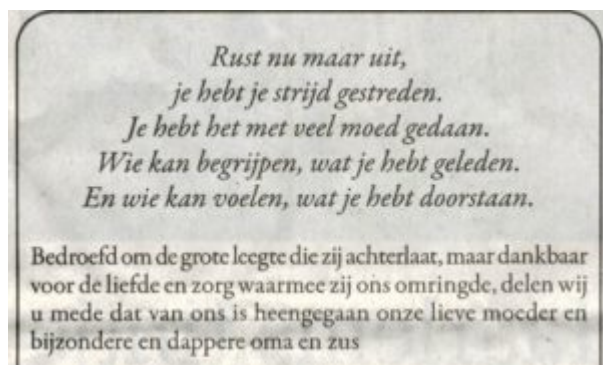 Rust nu maar uit,
je hebt je strijd gestreden.
Je hebt het met veel moed gedaan.
Wie kan begrijpen, wat je hebt geleden.
En wie kan voelen, wat je hebt doorstaan.
Bedroefd om de grote leegte die zij achterlaat, maar dankbaar
voor de liefde en zorg waarmee zij ons omringde, delen wij
u mede dat van ons is heengegaan onze lieve moeder en
bijzondere en dappere oma en zus